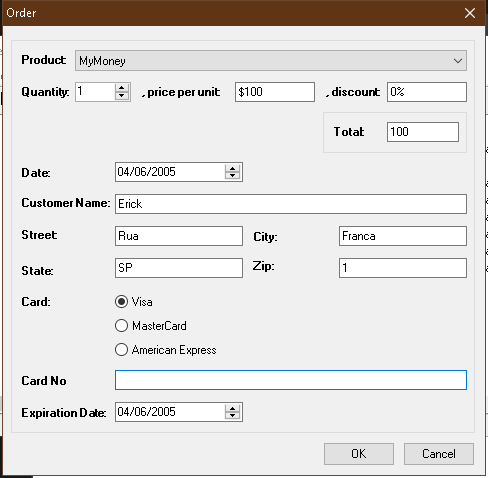 Order
Product: MyMoney
Quantity: 1 , price per unit: $100 , discount: 0%
Total: 100
Date: 04/06/2005
Customer Name: Erick
Street: Rua City: Franca
State: SP Zip: 1
Card: Visa
MasterCard
American Express
Card No
Expiration Date: 04/06/2005
OK Cancel